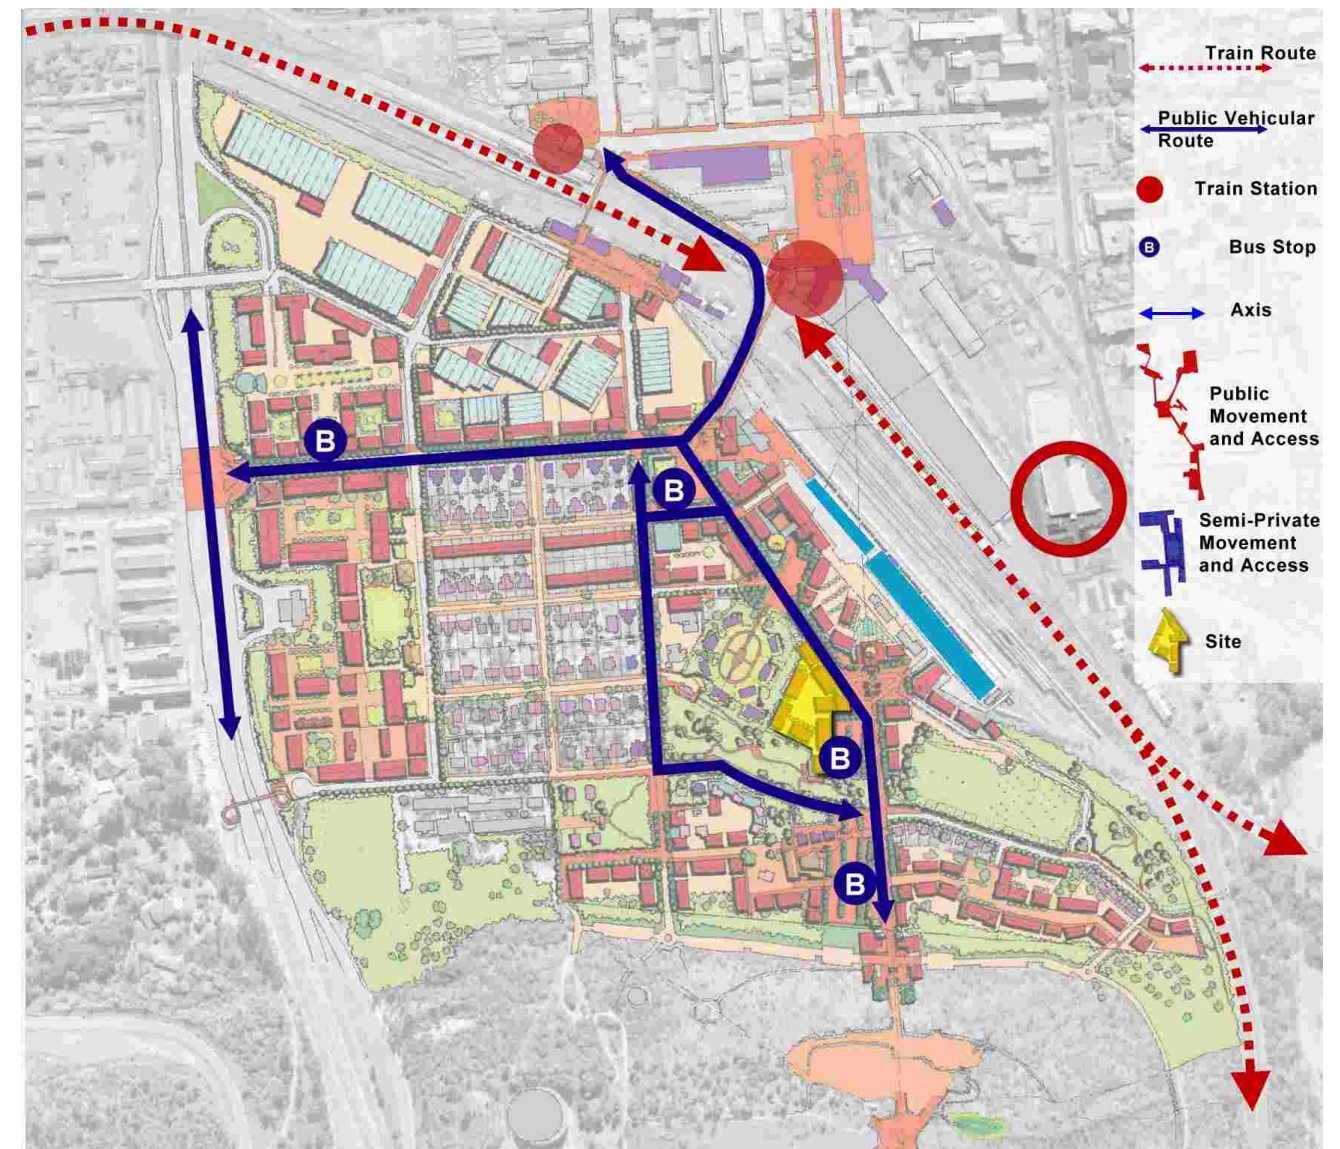 Train Route
Public Vehicular
Route
Train Station
B
Bus Stop
Axis
Public
Movement
and Access
Semi-Private
Movement
and Access
Site
B
B
B
B